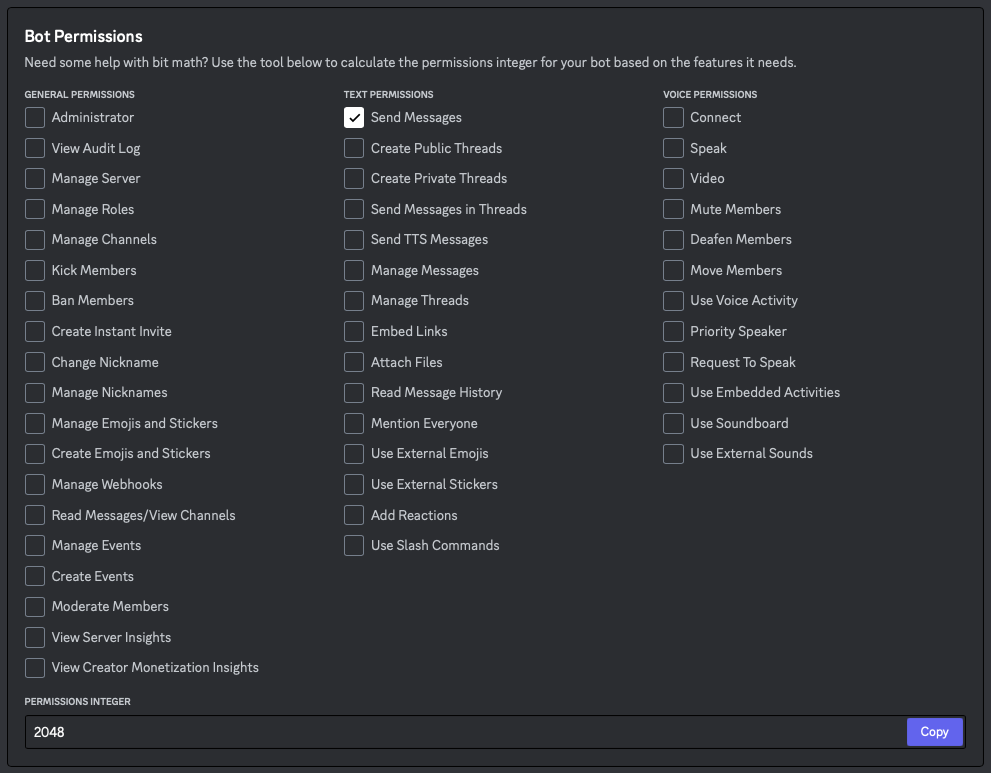 Bot Permissions
Need some help with bit math? Use the tool below to calculate the permissions integer for your bot based on the features it needs.
GENERAL PERMISSIONS
Administrator
View Audit Log
Manage Server
Manage Roles
Manage Channels
Kick Members
Ban Members
Create Instant Invite
Change Nickname
Manage Nicknames
Manage Emojis and Stickers
Create Emojis and Stickers
Manage Webhooks
Read Messages/View Channels
Manage Events
Create Events
Moderate Members
View Server Insights
View Creator Monetization Insights
TEXT PERMISSIONS
Send Messages
Create Public Threads
Create Private Threads
Send Messages in Threads
Send TTS Messages
Manage Messages
Manage Threads
Embed Links
Attach Files
Read Message History
Mention Everyone
Use External Emojis
Use External Stickers
Add Reactions
Use Slash Commands
VOICE PERMISSIONS
Connect
Speak
Video
Mute Members
Deafen Members
Move Members
Use Voice Activity
Priority Speaker
Request To Speak
Use Embedded Activities
Use Soundboard
Use External Sounds
PERMISSIONS INTEGER
2048
Copy